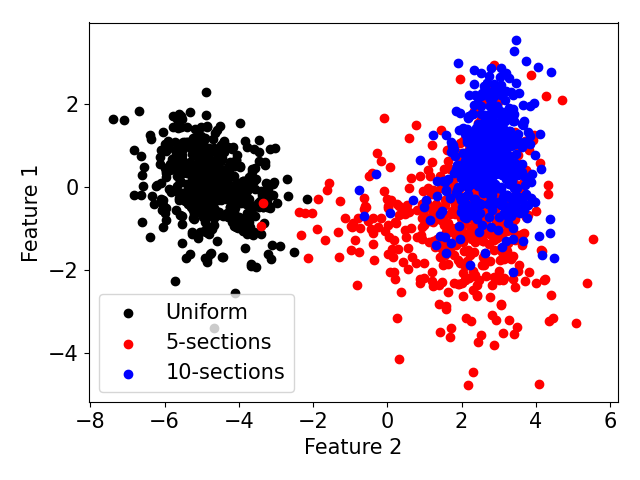 2
0
−2
−4
Feature 1
Uniform
5-sections
10-sections
−8 −6 −4 −2 0 2 4 6
Feature 2